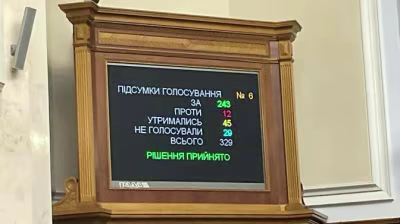 ПІДСУМКИ ГОЛОСУВАННЯ № 6
ЗА 243
ПРОТИ 12
УТРИМАЛИСЬ 45
НЕ ГОЛОСУВАЛИ 29
ВСЬОГО 329
РІШЕННЯ ПРИЙНЯТО